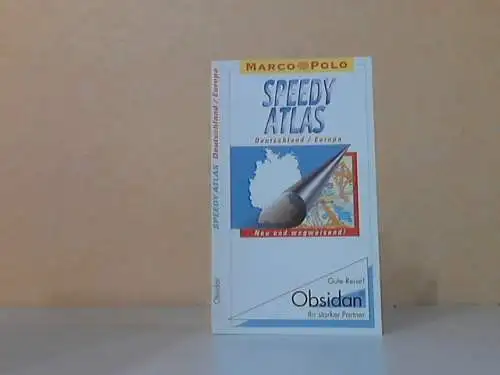 MARCO POLO
SPEEDY
ATLAS
Deutschland / Europa
Neu und wegweisend!
Gute Reise!
Obsidan
Ihr starker Partner
SPEEDY ATLAS Deutschland / Europa
Obsidan